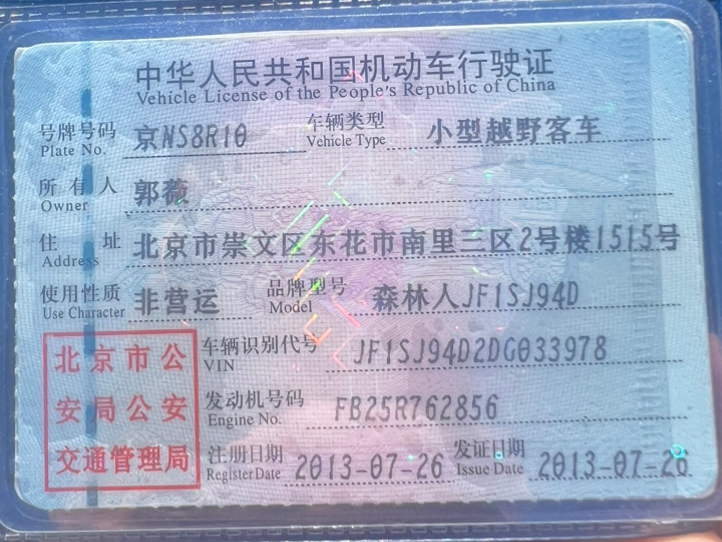 中华人民共和国机动车行驶证
Vehicle License of the People's Republic of China
号牌号码 京NS8R10 车辆类型 小型越野客车
Plate No. Vehicle Type
所有人 郭薇
Owner
住址 北京市崇文区东花市南里三区2号楼1515号
Address
使用性质 非营运 品牌型号 森林人JF1SJ94D
Use Character Model
北京市公安局公安交通管理局
车辆识别代号 JF1SJ94D2DG033978
VIN
发动机号码 FB25R762856
Engine No.
注册日期 2013-07-26 发证日期 2013-07-26
Register Date Issue Date